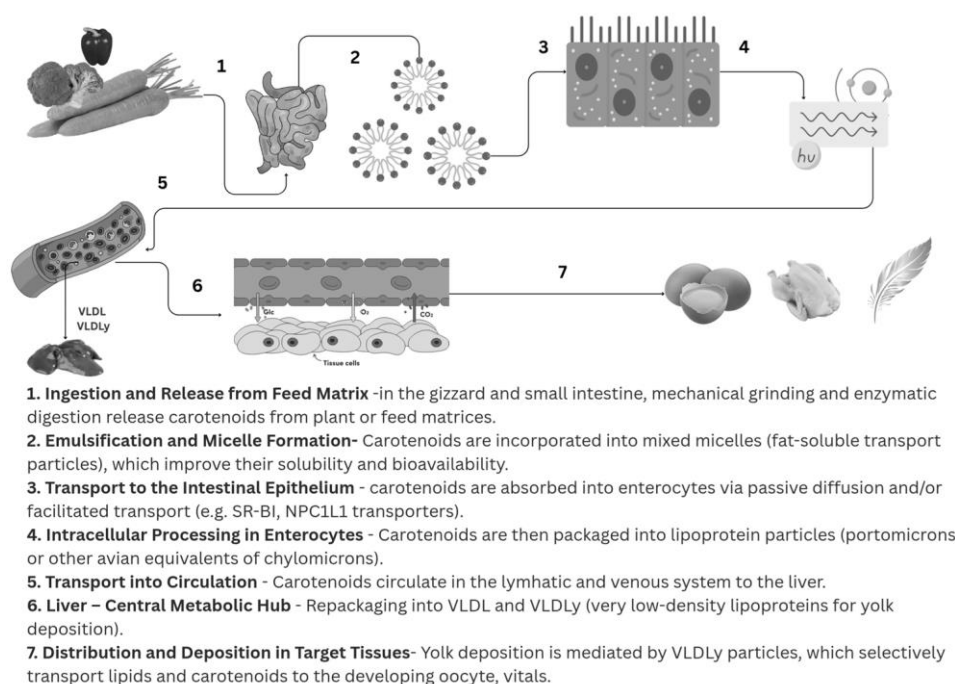 1
2
3
4
hυ
5
VLDL
VLDLy
6
Glc
O₂
CO₂
Tissue cells
7
1. Ingestion and Release from Feed Matrix -in the gizzard and small intestine, mechanical grinding and enzymatic
digestion release carotenoids from plant or feed matrices.
2. Emulsification and Micelle Formation- Carotenoids are incorporated into mixed micelles (fat-soluble transport
particles), which improve their solubility and bioavailability.
3. Transport to the Intestinal Epithelium - carotenoids are absorbed into enterocytes via passive diffusion and/or
facilitated transport (e.g. SR-BI, NPC1L1 transporters).
4. Intracellular Processing in Enterocytes - Carotenoids are then packaged into lipoprotein particles (portomicrons
or other avian equivalents of chylomicrons).
5. Transport into Circulation - Carotenoids circulate in the lymhatic and venous system to the liver.
6. Liver – Central Metabolic Hub - Repackaging into VLDL and VLDLy (very low-density lipoproteins for yolk
deposition).
7. Distribution and Deposition in Target Tissues- Yolk deposition is mediated by VLDLy particles, which selectively
transport lipids and carotenoids to the developing oocyte, vitals.